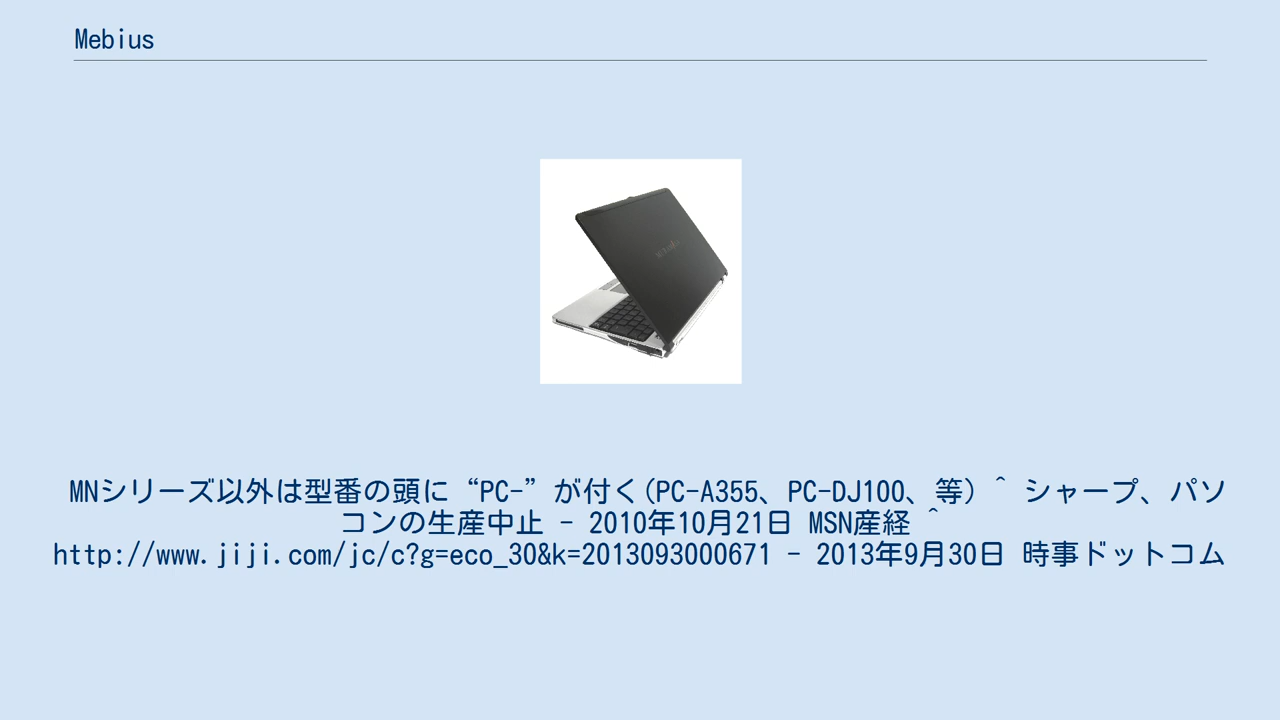 Mebius
MNシリーズ以外は型番の頭に“PC-”が付く(PC-A355、PC-DJ100、等) ^ シャープ、パソ
コンの生産中止 - 2010年10月21日 MSN産経 ^
http://www.jiji.com/jc/c?g=eco_30&k=2013093000671 - 2013年9月30日 時事ドットコム